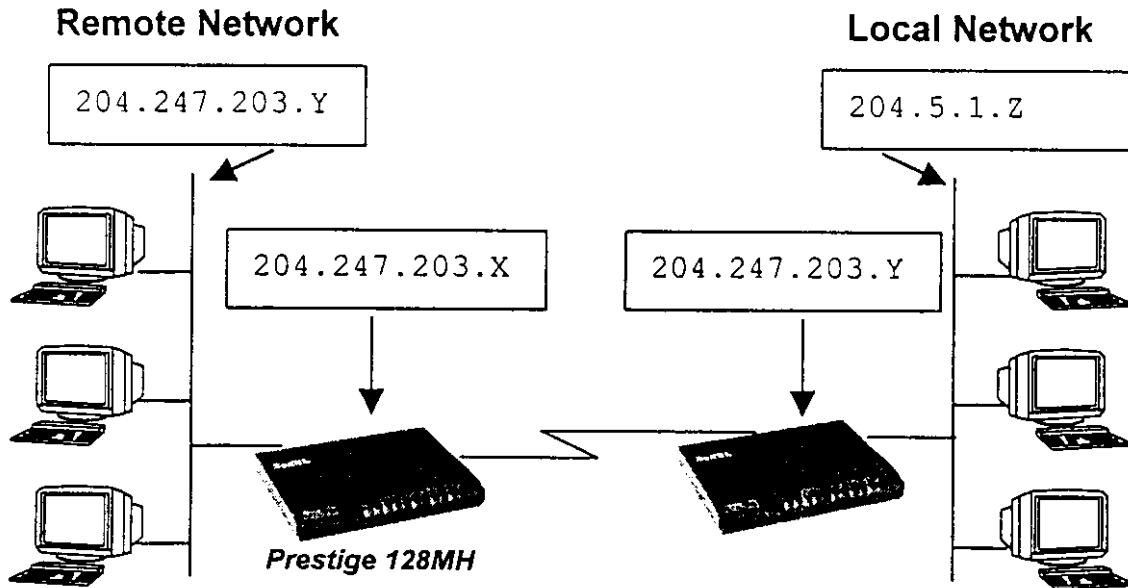 Remote Network
Local Network
204.247.203.Y
204.5.1.Z
204.247.203.X
204.247.203.Y
Prestige 128MH